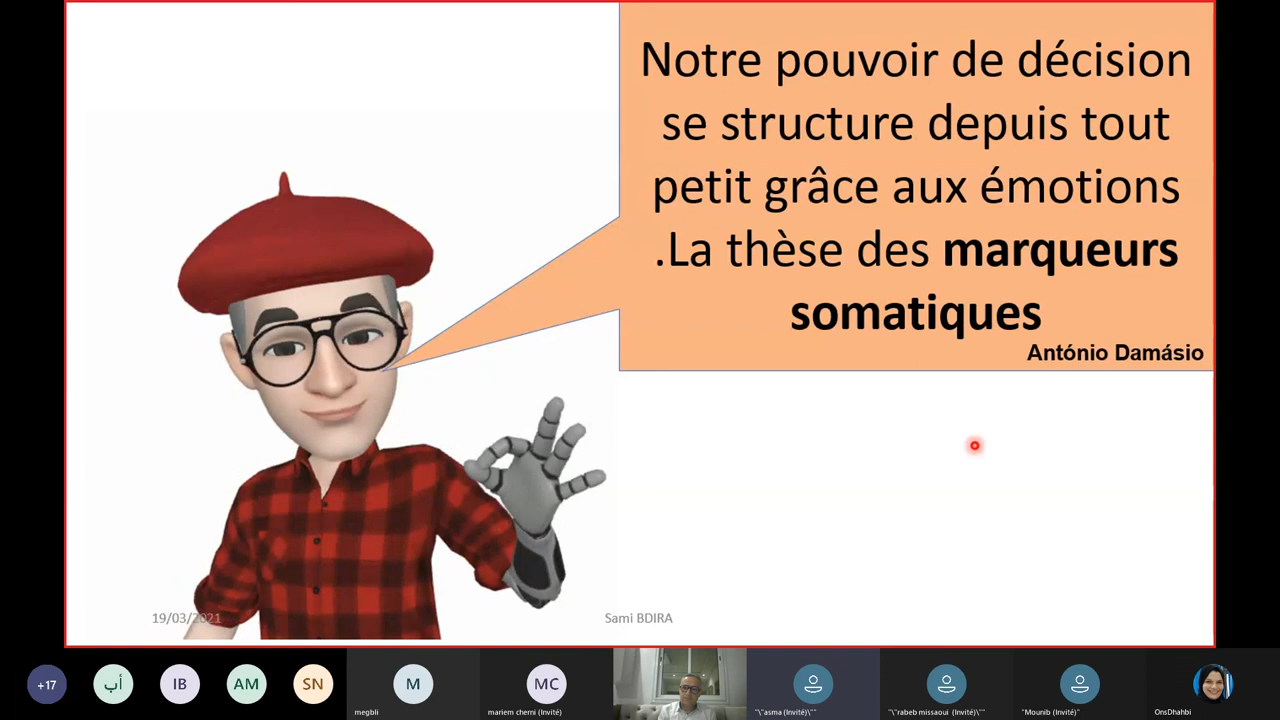 Notre pouvoir de décision
se structure depuis tout
petit grâce aux émotions
.La thèse des marqueurs
somatiques
António Damásio
19/03/2021
Sami BDIRA
+17
أب
IB
AM
SN
M
MC
megbli
mariem cherni (Invité)
"\"asma (Invité)\""
"\"rabeb missaoui (Invité)\""
"Mounib (Invité)"
OnsDhahbi